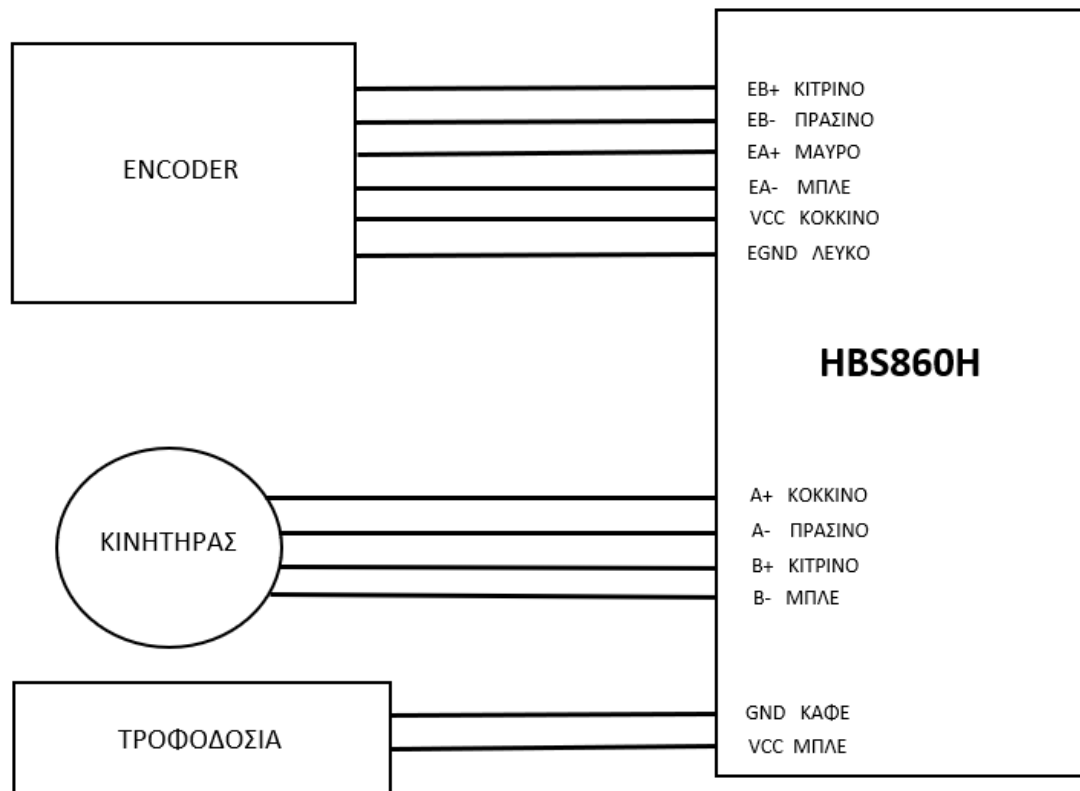 ENCODER
EB+ ΚΙΤΡΙΝΟ
EB- ΠΡΑΣΙΝΟ
EA+ ΜΑΥΡΟ
EA- ΜΠΛΕ
VCC ΚΟΚΚΙΝΟ
EGND ΛΕΥΚΟ
HBS860H
ΚΙΝΗΤΗΡΑΣ
A+ ΚΟΚΚΙΝΟ
A- ΠΡΑΣΙΝΟ
B+ ΚΙΤΡΙΝΟ
B- ΜΠΛΕ
ΤΡΟΦΟΔΟΣΙΑ
GND ΚΑΦΕ
VCC ΜΠΛΕ